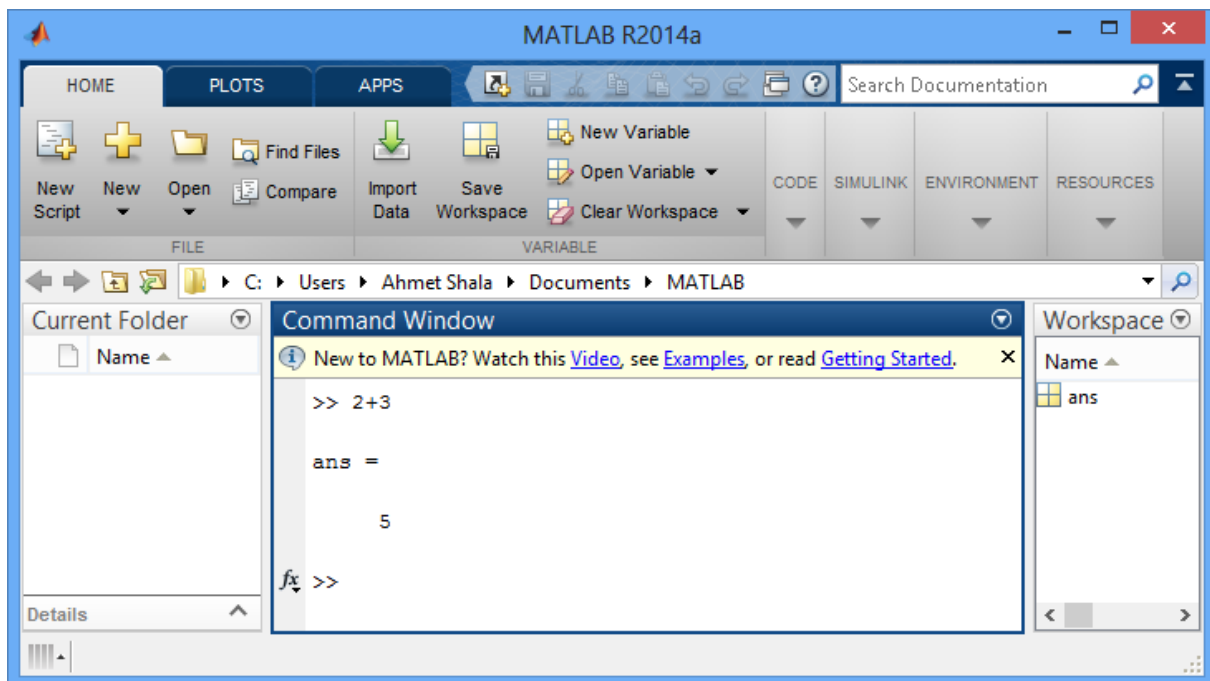 MATLAB R2014a
HOME PLOTS APPS Search Documentation
New Script
New
Open
Find Files
Compare
Import Data
Save Workspace
New Variable
Open Variable
Clear Workspace
CODE SIMULINK ENVIRONMENT RESOURCES
FILE VARIABLE
C: Users Ahmet Shala Documents MATLAB
Current Folder
Name
Details
Command Window
New to MATLAB? Watch this Video, see Examples, or read Getting Started.
>> 2+3
ans =
5
fx >>
Workspace
Name
ans